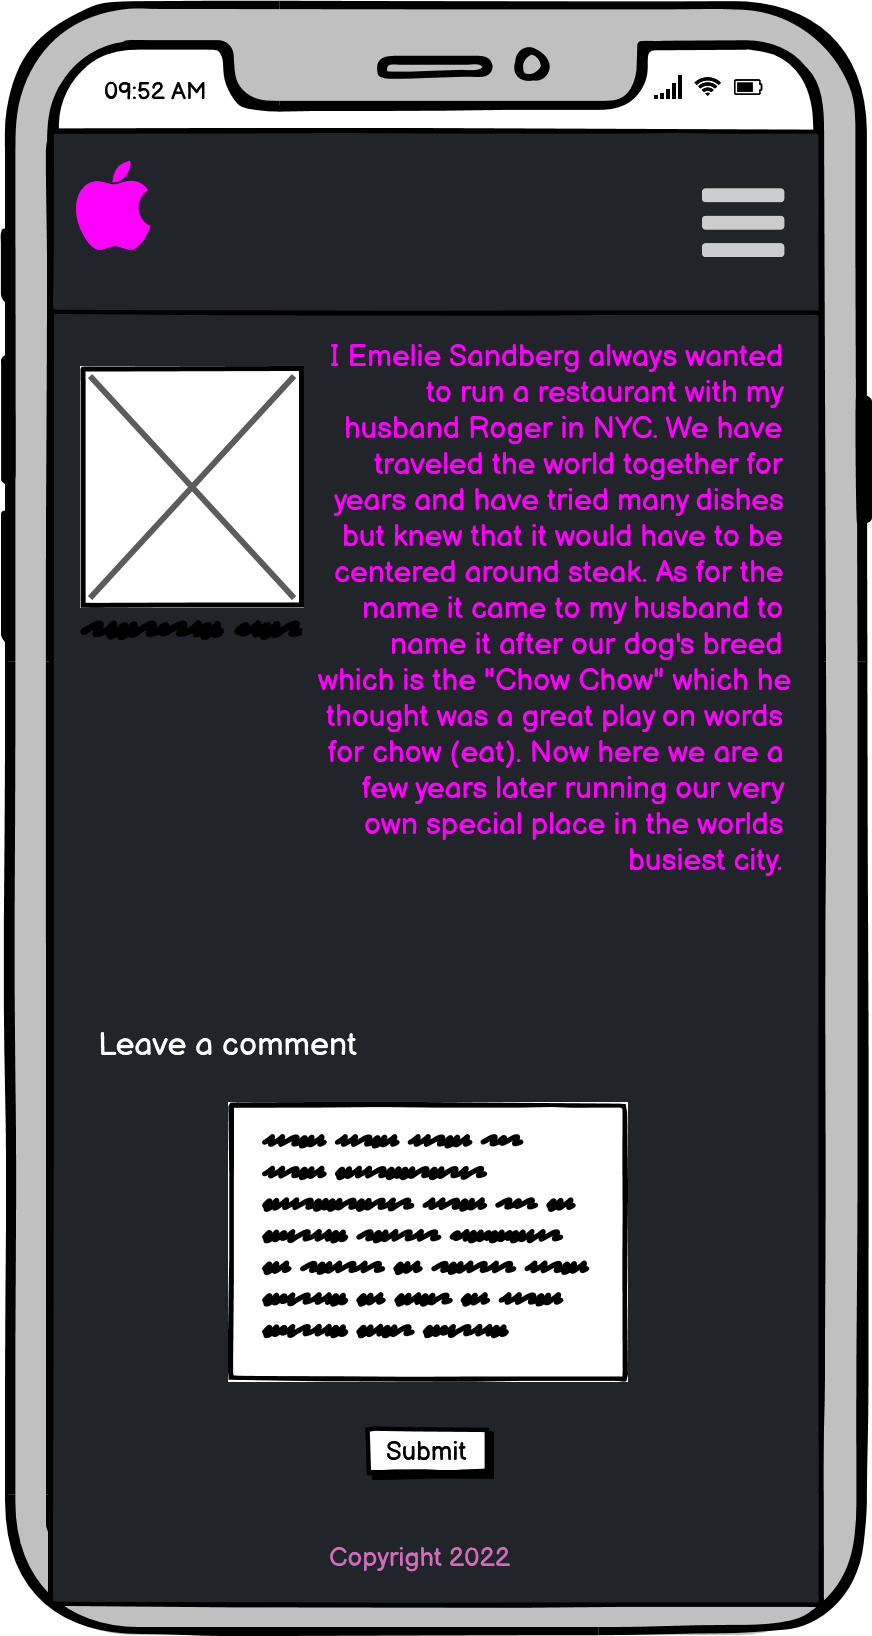 09:52 AM
I Emelie Sandberg always wanted
to run a restaurant with my
husband Roger in NYC. We have
traveled the world together for
years and have tried many dishes
but knew that it would have to be
centered around steak. As for the
name it came to my husband to
name it after our dog's breed
which is the "Chow Chow" which he
thought was a great play on words
for chow (eat). Now here we are a
few years later running our very
own special place in the worlds
busiest city.
Leave a comment
Submit
Copyright 2022